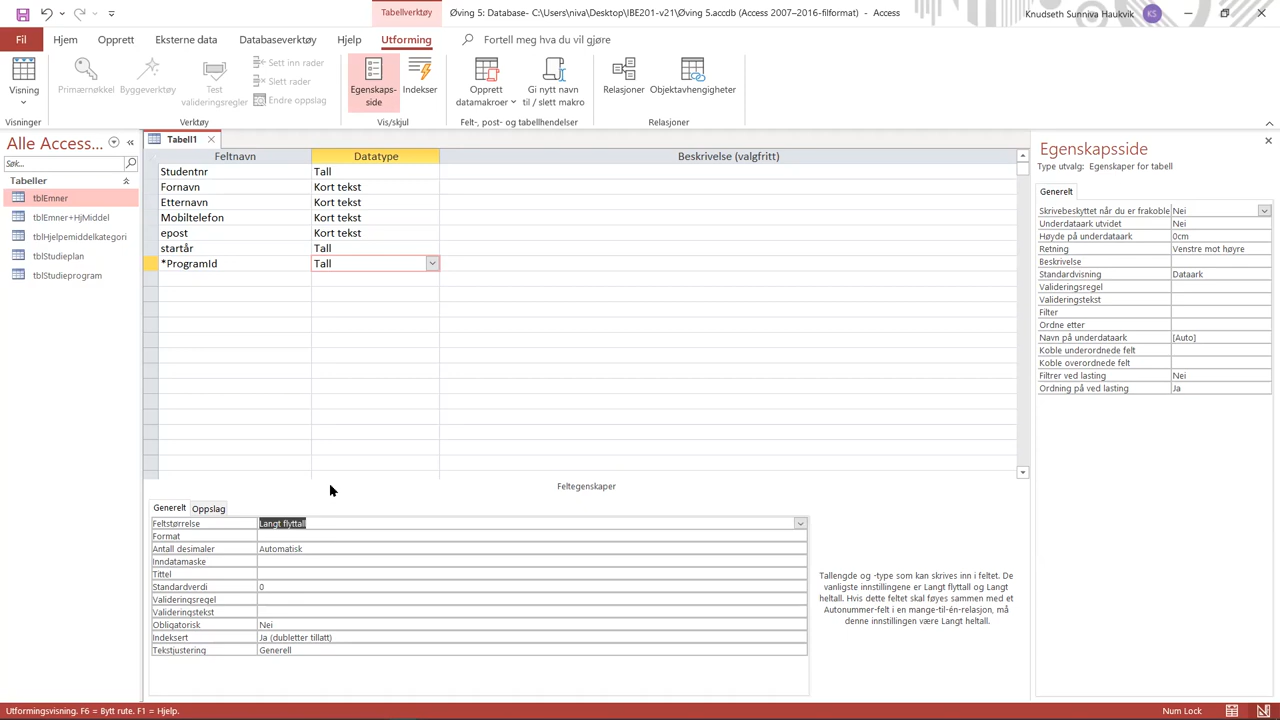 Tabellverktøy
Øving 5: Database- C:\Users\niva\Desktop\IBE201-v21\Øving 5.accdb (Access 2007–2016-filformat) - Access
Knudseth Sunniva Haukvik
KS
Fil
Hjem
Opprett
Eksterne data
Databaseverktøy
Hjelp
Utforming
Fortell meg hva du vil gjøre
Visning
Primærnøkkel
Byggeverktøy
Test valideringsregler
Sett inn rader
Slett rader
Endre oppslag
Egenskaps-
side
Indekser
Opprett
datamakroer
Gi nytt navn
til / slett makro
Relasjoner
Objektavhengigheter
Visninger
Verktøy
Vis/skjul
Felt-, post- og tabellhendelser
Relasjoner
Alle Access...
Søk...
Tabeller
tblEmner
tblEmner+HjMiddel
tblHjelpemiddelkategori
tblStudieplan
tblStudieprogram
Tabell1
Feltnavn Datatype Beskrivelse (valgfritt)
Studentnr Tall
Fornavn Kort tekst
Etternavn Kort tekst
Mobiltelefon Kort tekst
epost Kort tekst
startår Tall
*ProgramId Tall
Feltegenskaper
Generelt Oppslag
Feltstørrelse Langt flyttall
Format
Antall desimaler Automatisk
Inndatamaske
Tittel
Standardverdi 0
Valideringsregel
Valideringstekst
Obligatorisk Nei
Indeksert Ja (dubletter tillatt)
Tekstjustering Generell
Tallengde og -type som kan skrives inn i feltet. De
vanligste innstillingene er Langt flyttall og Langt
heltall. Hvis dette feltet skal føyes sammen med et
Autonummer-felt i en mange-til-én-relasjon, må
denne innstillingen være Langt heltall.
Egenskapsside
Type utvalg: Egenskaper for tabell
Generelt
Skrivebeskyttet når du er frakoble Nei
Underdataark utvidet Nei
Høyde på underdataark 0cm
Retning Venstre mot høyre
Beskrivelse
Standardvisning Dataark
Valideringsregel
Valideringstekst
Filter
Ordne etter
Navn på underdataark [Auto]
Koble underordnede felt
Koble overordnede felt
Filtrer ved lasting Nei
Ordning på ved lasting Ja
Utformingsvisning. F6 = Bytt rute. F1 = Hjelp.
Num Lock